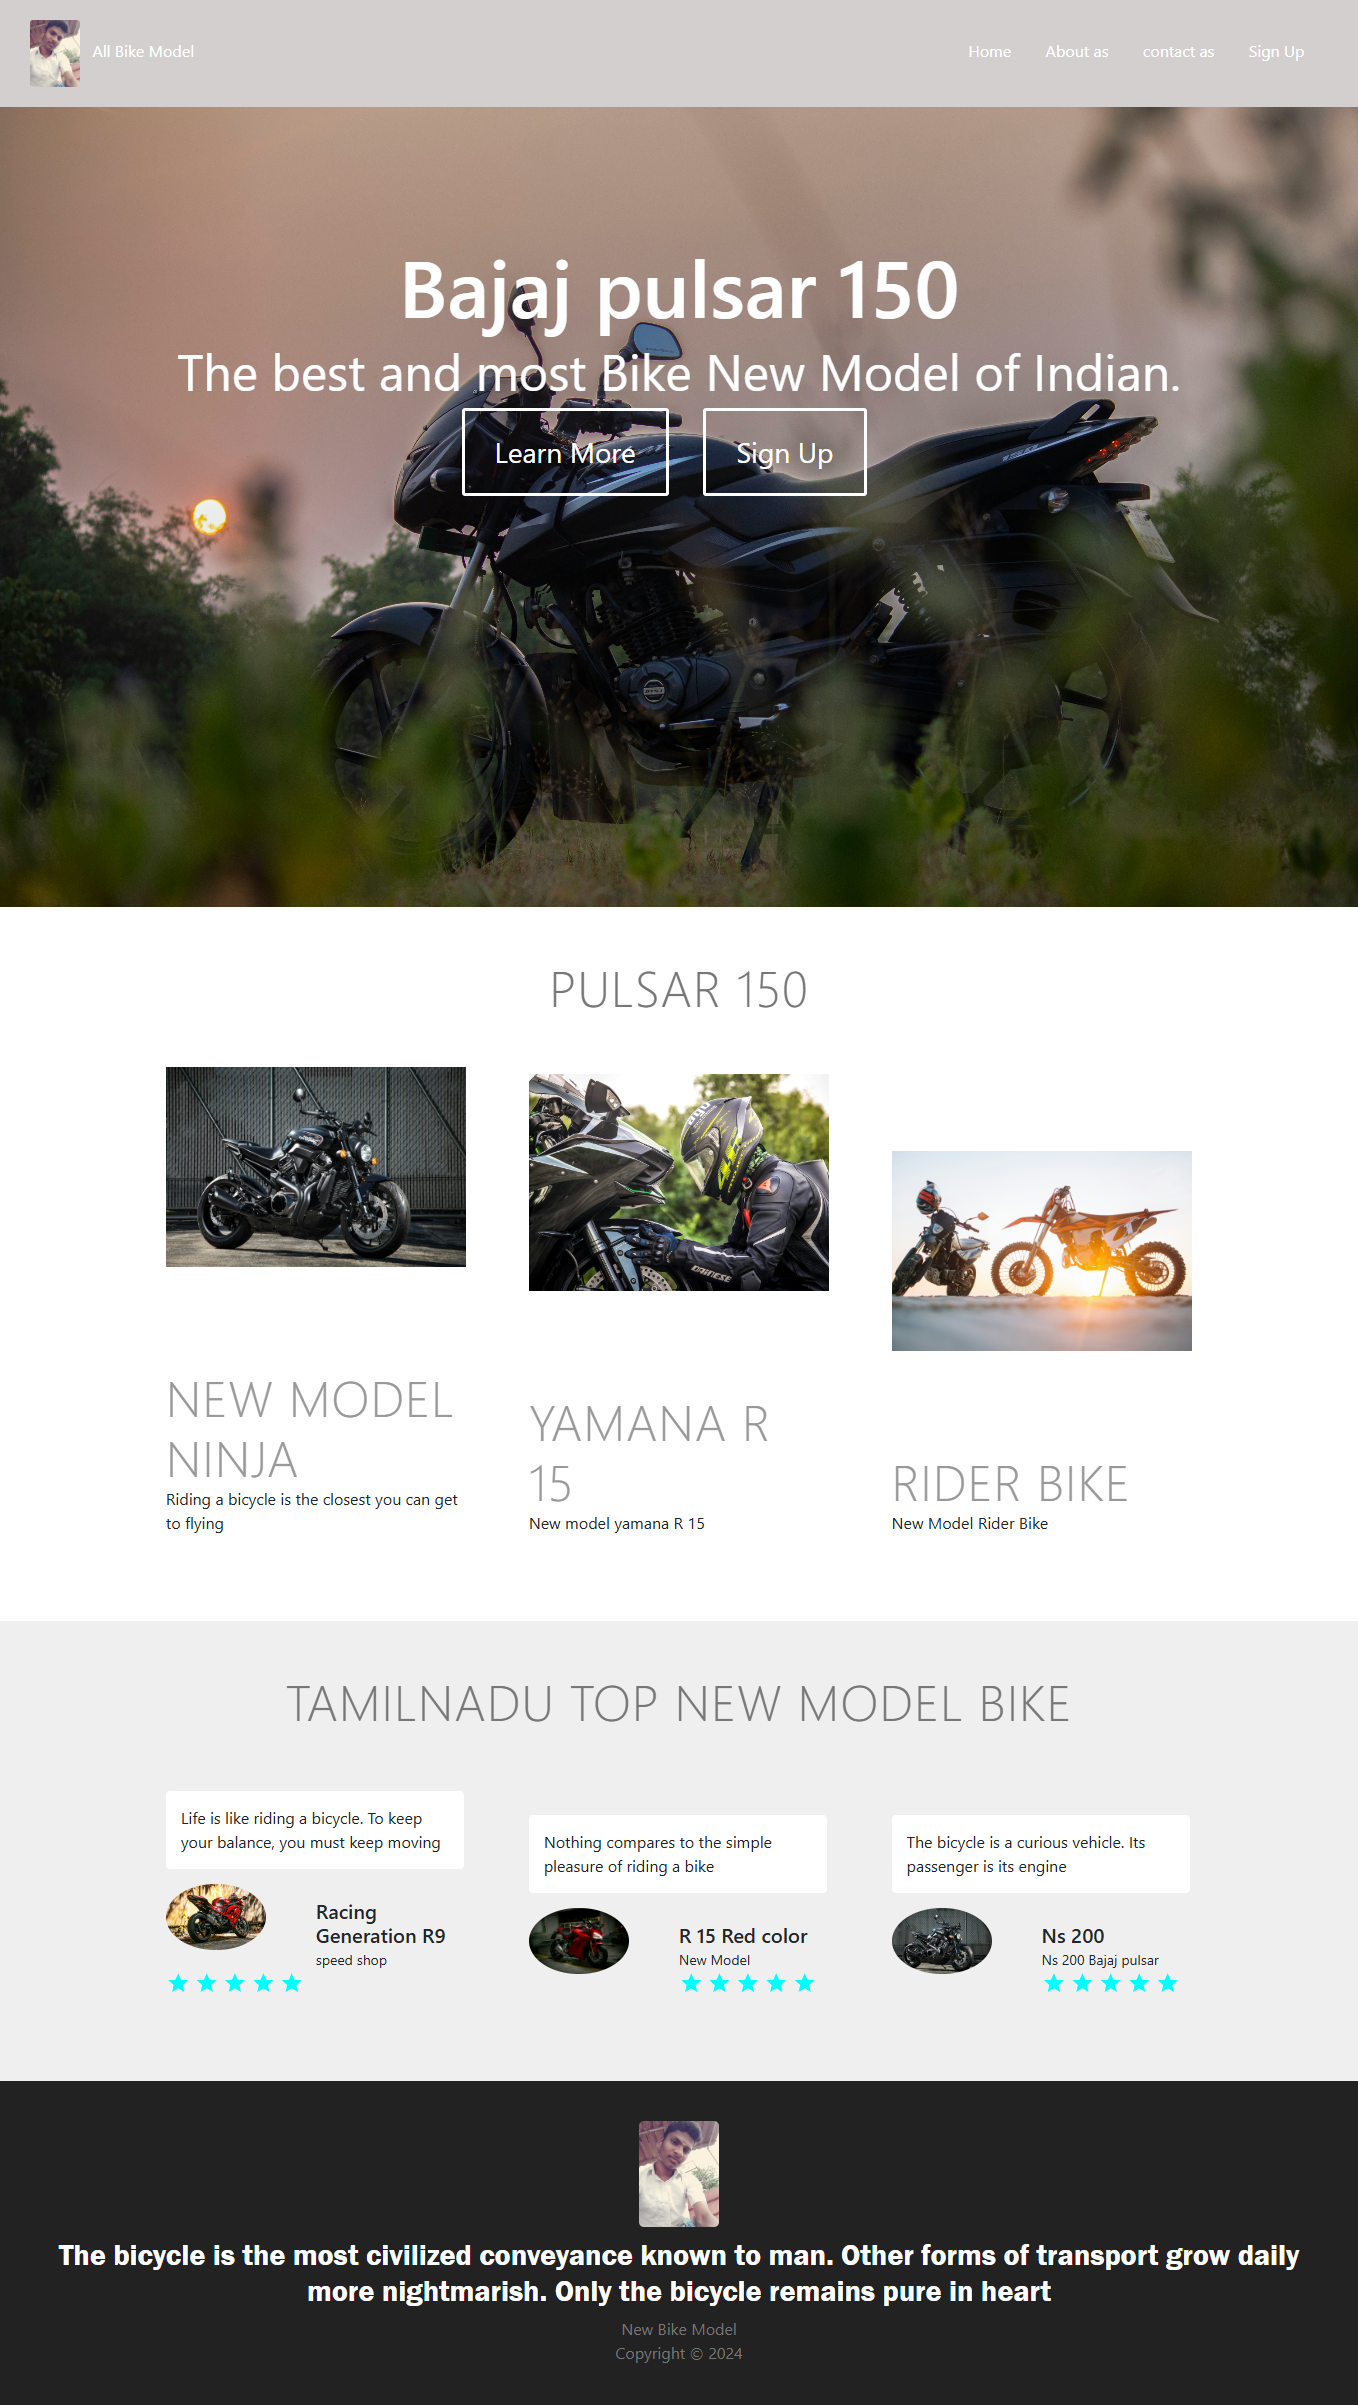 All Bike Model
Home
About as
contact as
Sign Up
Bajaj pulsar 150
The best and most Bike New Model of Indian.
Learn More
Sign Up
PULSAR 150
NEW MODEL
NINJA
Riding a bicycle is the closest you can get
to flying
DAINESE
YAMANA R
15
New model yamana R 15
RIDER BIKE
New Model Rider Bike
TAMILNADU TOP NEW MODEL BIKE
Life is like riding a bicycle. To keep
your balance, you must keep moving
Racing
Generation R9
speed shop
Nothing compares to the simple
pleasure of riding a bike
R 15 Red color
New Model
The bicycle is a curious vehicle. Its
passenger is its engine
Ns 200
Ns 200 Bajaj pulsar
The bicycle is the most civilized conveyance known to man. Other forms of transport grow daily
more nightmarish. Only the bicycle remains pure in heart
New Bike Model
Copyright © 2024